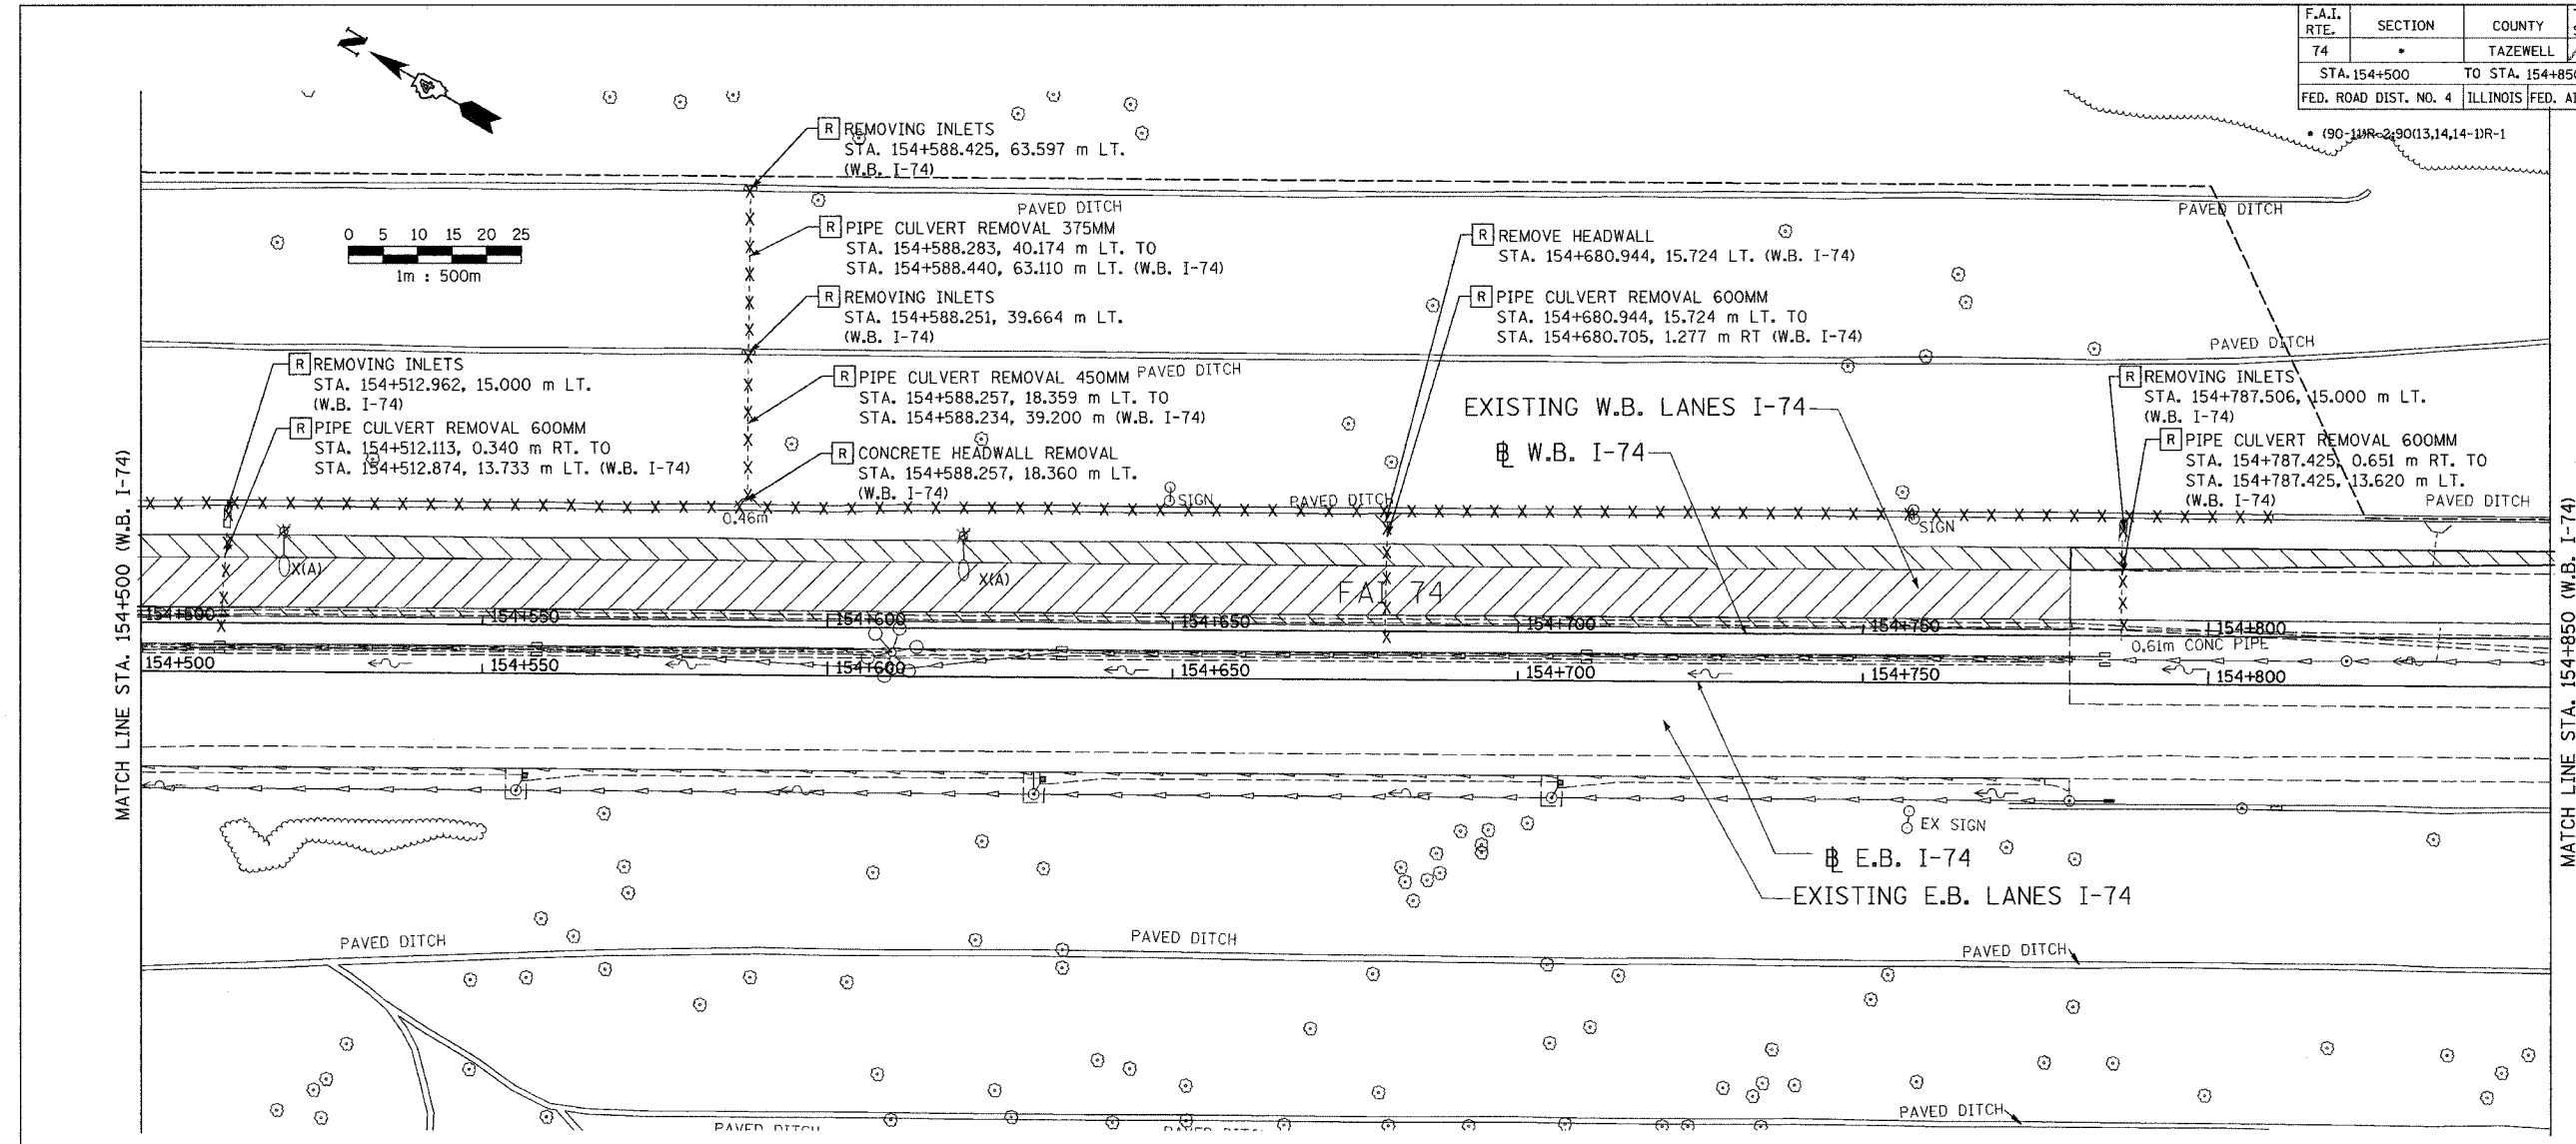 F.A.I. RTE. SECTION COUNTY
74 * TAZEWELL
STA. 154+500 TO STA. 154+850
FED. ROAD DIST. NO. 4 ILLINOIS FED. AI
* (90-11)R-2;90(13,14,14-1)R-1
N
4
R REMOVING INLETS
STA. 154+588.425, 63.597 m LT.
(W.B. I-74)
PAVED DITCH
PAVED DITCH
0 5 10 15 20 25
1m : 500m
R PIPE CULVERT REMOVAL 375MM
STA. 154+588.283, 40.174 m LT. TO
STA. 154+588.440, 63.110 m LT. (W.B. I-74)
R REMOVE HEADWALL
STA. 154+680.944, 15.724 LT. (W.B. I-74)
R REMOVING INLETS
STA. 154+588.251, 39.664 m LT.
(W.B. I-74)
R PIPE CULVERT REMOVAL 600MM
STA. 154+680.944, 15.724 m LT. TO
STA. 154+680.705, 1.277 m RT (W.B. I-74)
PAVED DITCH
PAVED DITCH
R REMOVING INLETS
STA. 154+512.962, 15.000 m LT.
(W.B. I-74)
R PIPE CULVERT REMOVAL 600MM
STA. 154+512.113, 0.340 m RT. TO
STA. 154+512.874, 13.733 m LT. (W.B. I-74)
R PIPE CULVERT REMOVAL 450MM
STA. 154+588.257, 18.359 m LT. TO
STA. 154+588.234, 39.200 m (W.B. I-74)
R CONCRETE HEADWALL REMOVAL
STA. 154+588.257, 18.360 m LT.
(W.B. I-74)
EXISTING W.B. LANES I-74
℄ W.B. I-74
R REMOVING INLETS
STA. 154+787.506, 15.000 m LT.
(W.B. I-74)
R PIPE CULVERT REMOVAL 600MM
STA. 154+787.425, 0.651 m RT. TO
STA. 154+787.425, 13.620 m LT.
(W.B. I-74)
PAVED DITCH
MATCH LINE STA. 154+500 (W.B. I-74)
0.46m
SIGN
PAVED DITCH
SIGN
X(A)
X(A)
FAI 74
154+500 154+550 154+600 154+650 154+700 154+750 154+800
0.61m CONC PIPE
154+500 154+550 154+600 154+650 154+700 154+750 154+800
MATCH LINE STA. 154+850 (W.B. I-74)
EX SIGN
℄ E.B. I-74
EXISTING E.B. LANES I-74
PAVED DITCH
PAVED DITCH
PAVED DITCH
PAVED DITCH
PAVED DITCH
PAVED DITCH